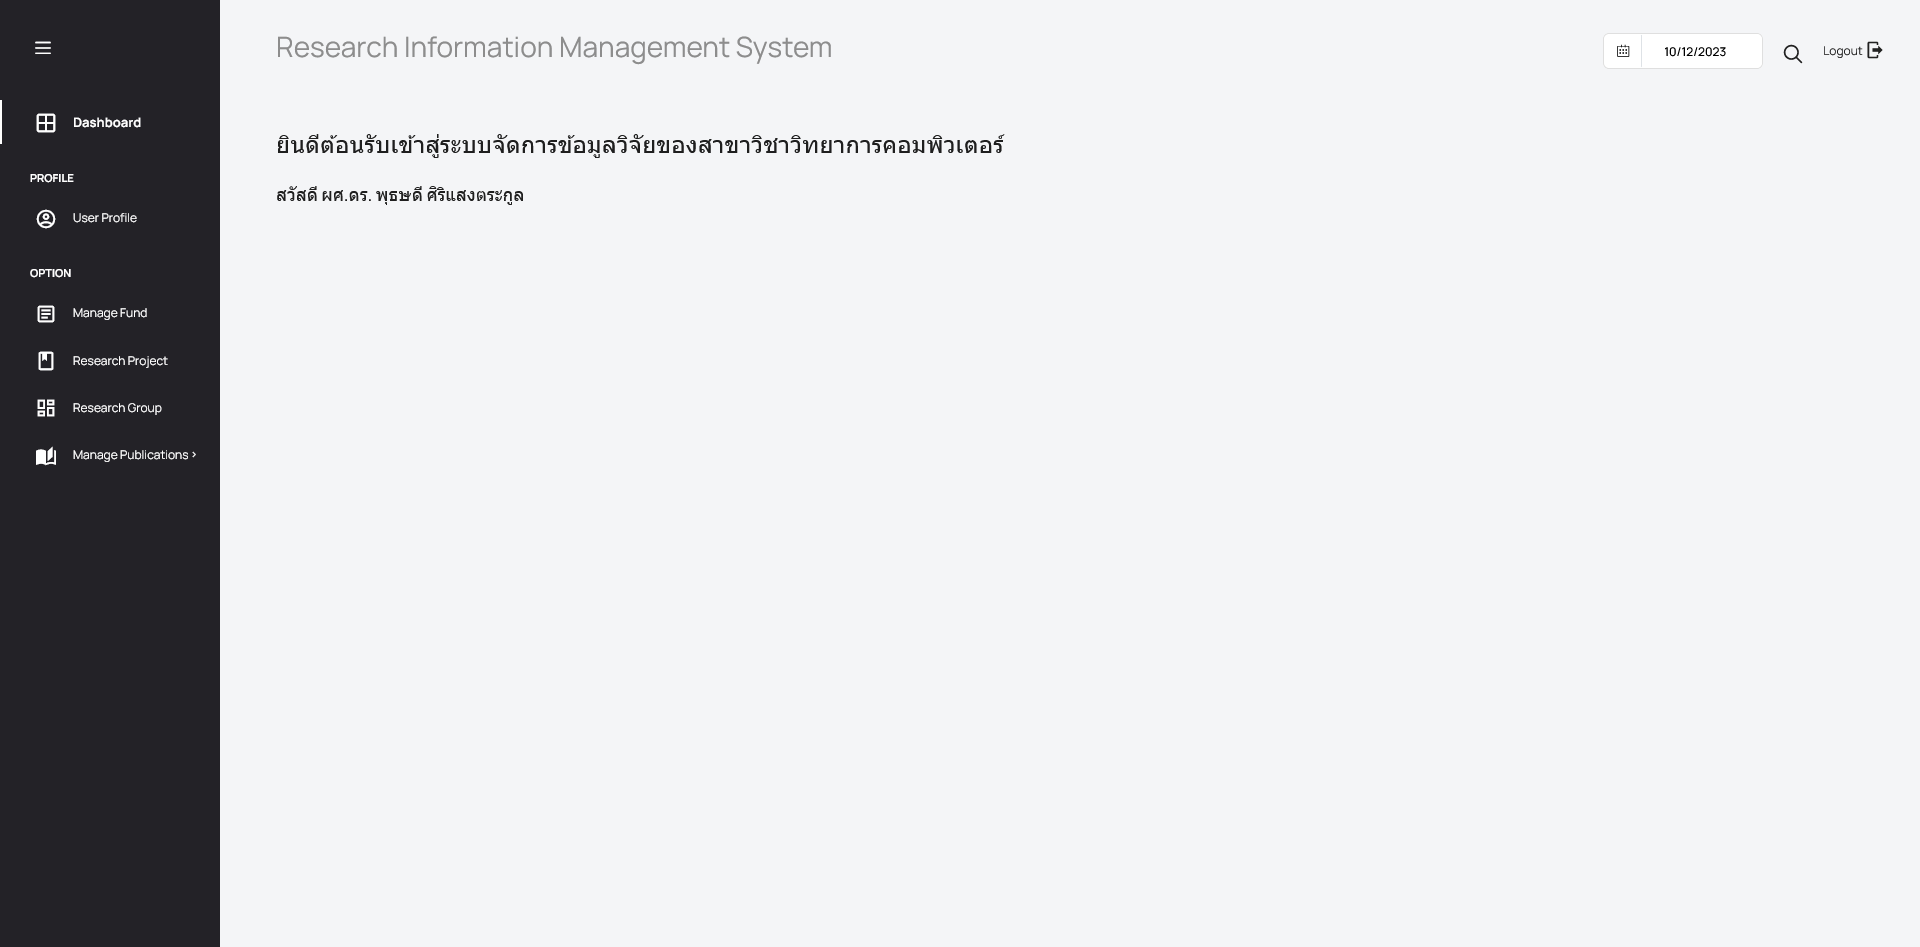 Research Information Management System
10/12/2023
Logout
Dashboard
PROFILE
User Profile
OPTION
Manage Fund
Research Project
Research Group
Manage Publications ›
ยินดีต้อนรับเข้าสู่ระบบจัดการข้อมูลวิจัยของสาขาวิชาวิทยาการคอมพิวเตอร์
สวัสดี ผศ.ดร. พุธษดี ศิริแสงตระกูล